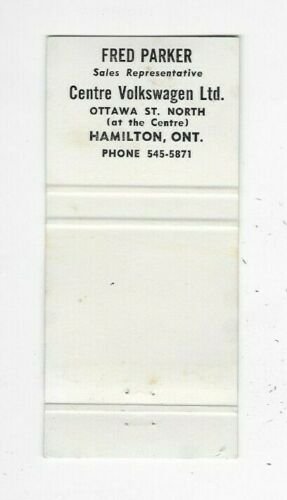 FRED PARKER
Sales Representative
Centre Volkswagen Ltd.
OTTAWA ST. NORTH
(at the Centre)
HAMILTON, ONT.
PHONE 545-5871